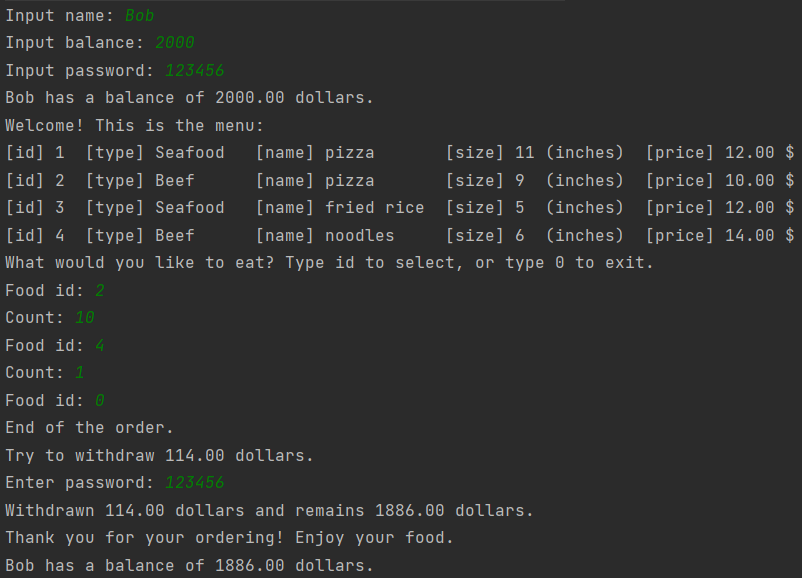 Input name: Bob
Input balance: 2000
Input password: 123456
Bob has a balance of 2000.00 dollars.
Welcome! This is the menu:
[id] 1  [type] Seafood   [name] pizza       [size] 11 (inches)  [price] 12.00 $
[id] 2  [type] Beef      [name] pizza       [size] 9  (inches)  [price] 10.00 $
[id] 3  [type] Seafood   [name] fried rice  [size] 5  (inches)  [price] 12.00 $
[id] 4  [type] Beef      [name] noodles     [size] 6  (inches)  [price] 14.00 $
What would you like to eat? Type id to select, or type 0 to exit.
Food id: 2
Count: 10
Food id: 4
Count: 1
Food id: 0
End of the order.
Try to withdraw 114.00 dollars.
Enter password: 123456
Withdrawn 114.00 dollars and remains 1886.00 dollars.
Thank you for your ordering! Enjoy your food.
Bob has a balance of 1886.00 dollars.